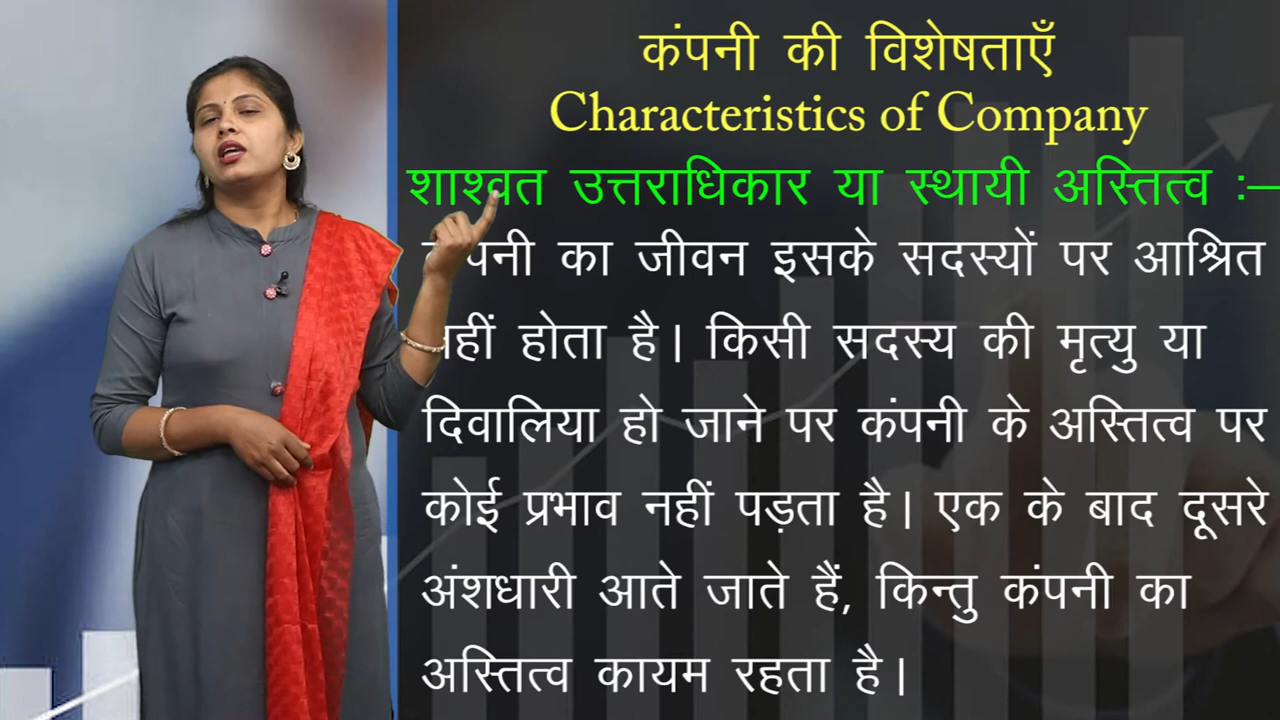 कंपनी की विशेषताएँ
Characteristics of Company
शाश्वत उत्तराधिकार या स्थायी अस्तित्व :–
पनी का जीवन इसके सदस्यों पर आश्रित
हीं होता है। किसी सदस्य की मृत्यु या
दिवालिया हो जाने पर कंपनी के अस्तित्व पर
कोई प्रभाव नहीं पड़ता है। एक के बाद दूसरे
अंशधारी आते जाते हैं, किन्तु कंपनी का
अस्तित्व कायम रहता है।